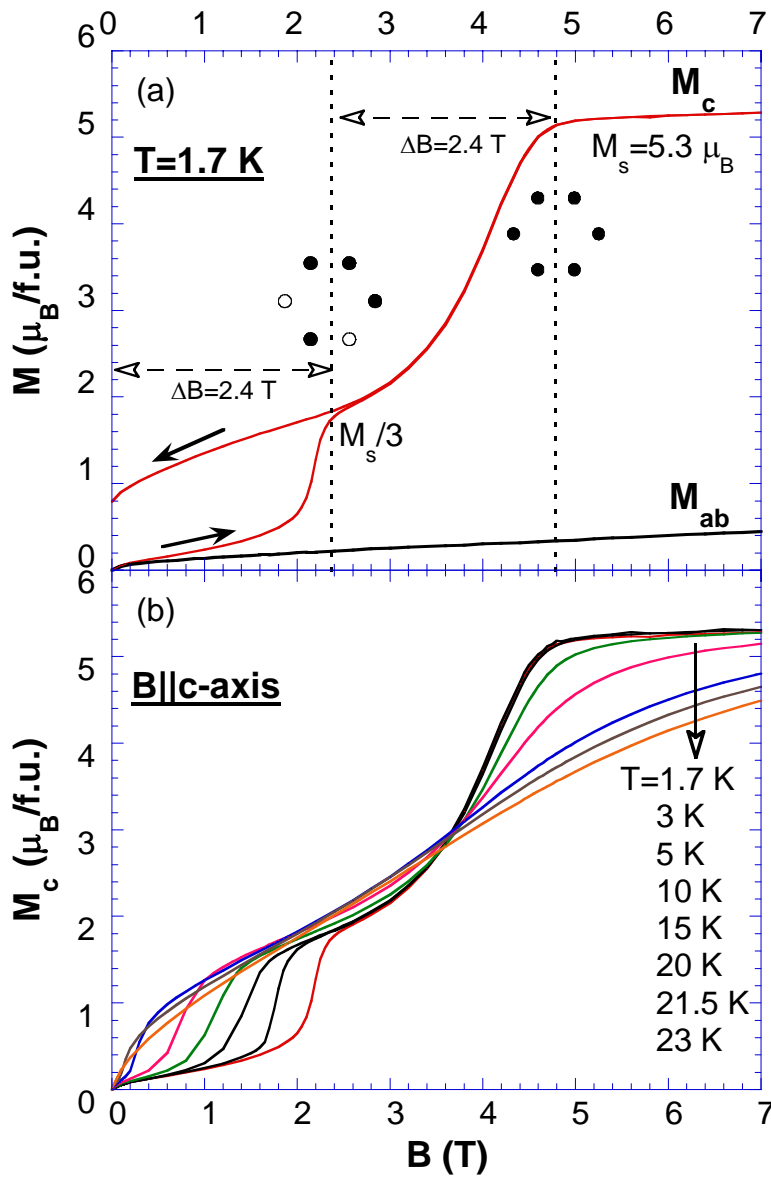 0 1 2 3 4 5 6 7
6
(a)
M_c
ΔB=2.4 T
T=1.7 K
M_s=5.3 μ_B
5
4
3
M (μ_B/f.u.)
2
ΔB=2.4 T
M_s/3
1
M_ab
0
6
(b)
5
B||c-axis
4
T=1.7 K
3 K
3
5 K
M_c (μ_B/f.u.)
10 K
2
15 K
20 K
1
21.5 K
23 K
0
0 1 2 3 4 5 6 7
B (T)